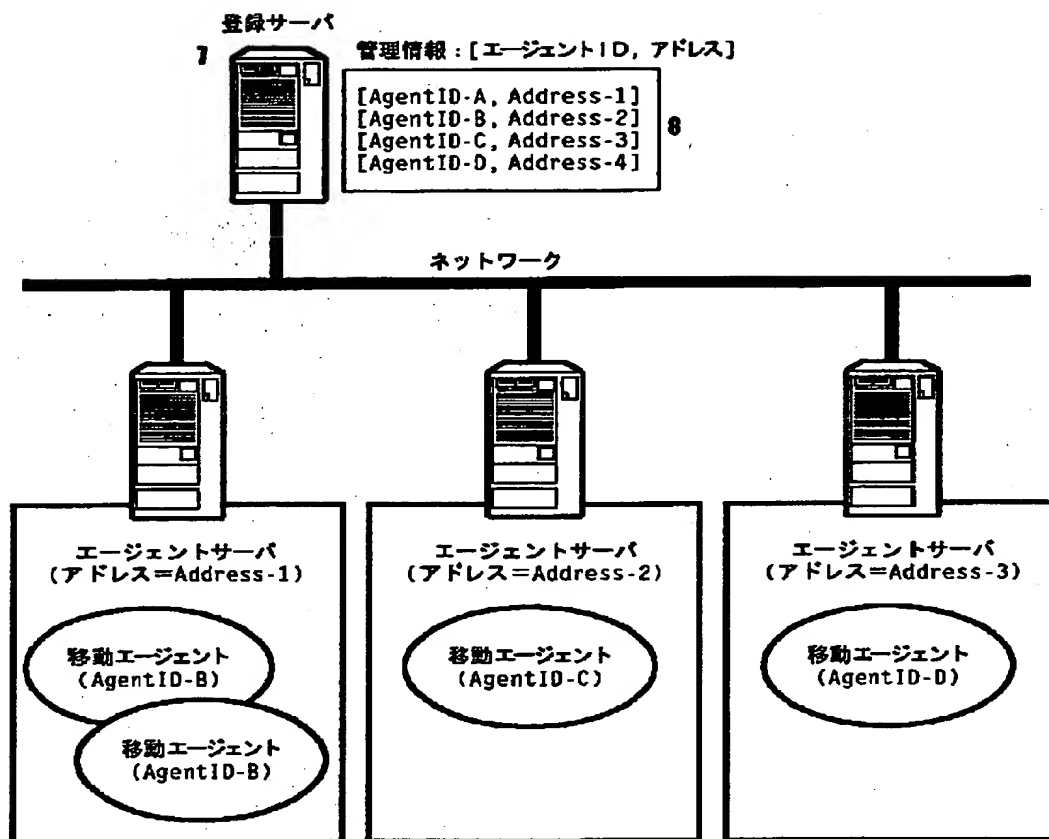 登録サーバ
7
管理情報：[エージェントID, アドレス]
[AgentID-A, Address-1]
[AgentID-B, Address-2]
[AgentID-C, Address-3]
[AgentID-D, Address-4]
8
ネットワーク
エージェントサーバ
(アドレス＝Address-1)
移動エージェント
(AgentID-B)
移動エージェント
(AgentID-B)
エージェントサーバ
(アドレス＝Address-2)
移動エージェント
(AgentID-C)
エージェントサーバ
(アドレス＝Address-3)
移動エージェント
(AgentID-D)